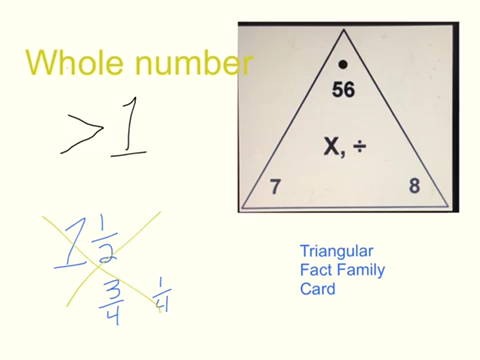 Whole number
> 1
56
X, ÷
7 8
1 1/2
3/4 1/4
Triangular
Fact Family
Card